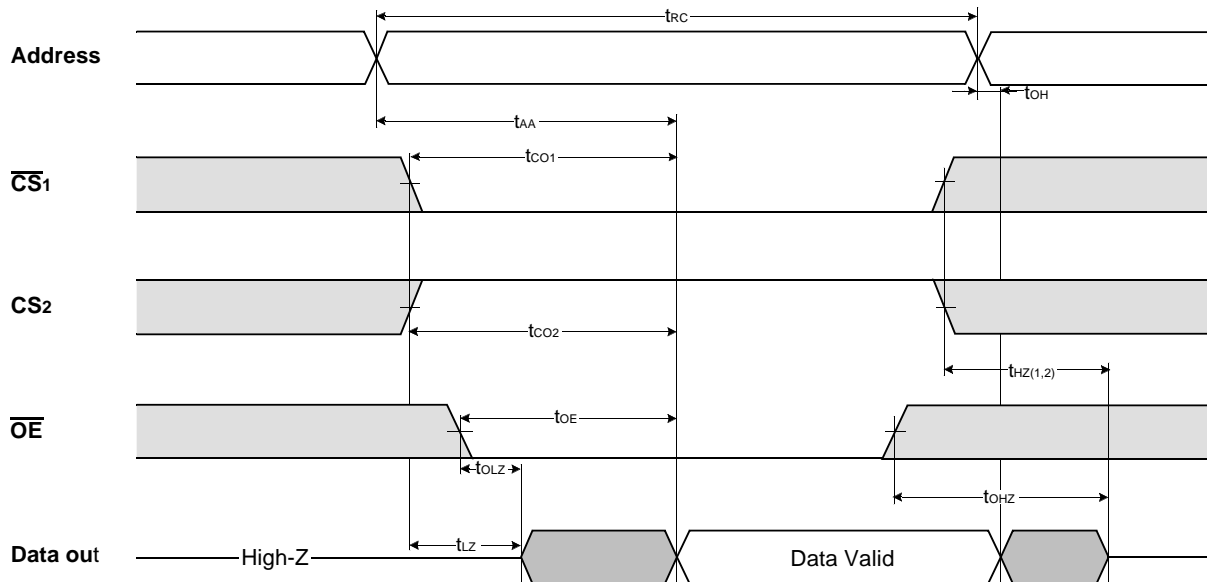 tRC
Address
tOH
tAA
tCO1
CS1
CS2
tCO2
tHZ(1,2)
tOE
OE
tOLZ
tOHZ
tLZ
Data out
High-Z
Data Valid